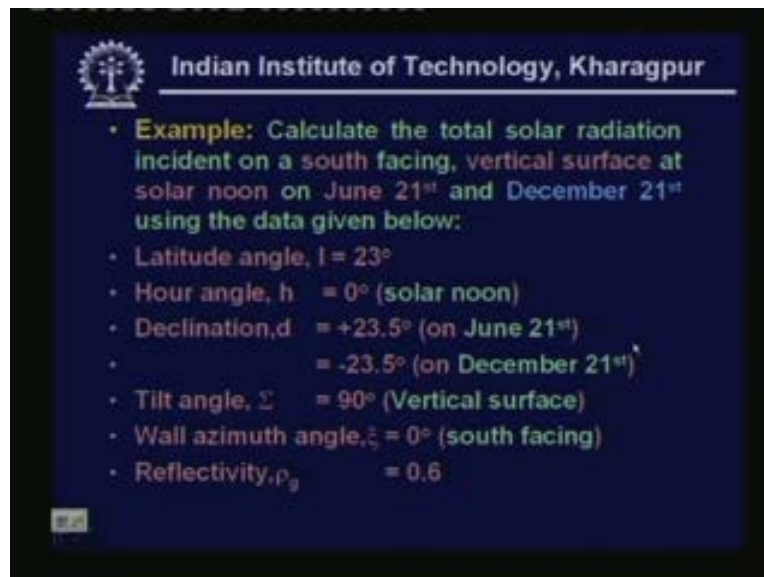 Indian Institute of Technology, Kharagpur
• Example: Calculate the total solar radiation
incident on a south facing, vertical surface at
solar noon on June 21st and December 21st
using the data given below:
• Latitude angle, l = 23°
• Hour angle, h = 0° (solar noon)
• Declination,d = +23.5° (on June 21st)
• = -23.5° (on December 21st)
• Tilt angle, Σ = 90° (Vertical surface)
• Wall azimuth angle,ξ = 0° (south facing)
• Reflectivity,ρg = 0.6